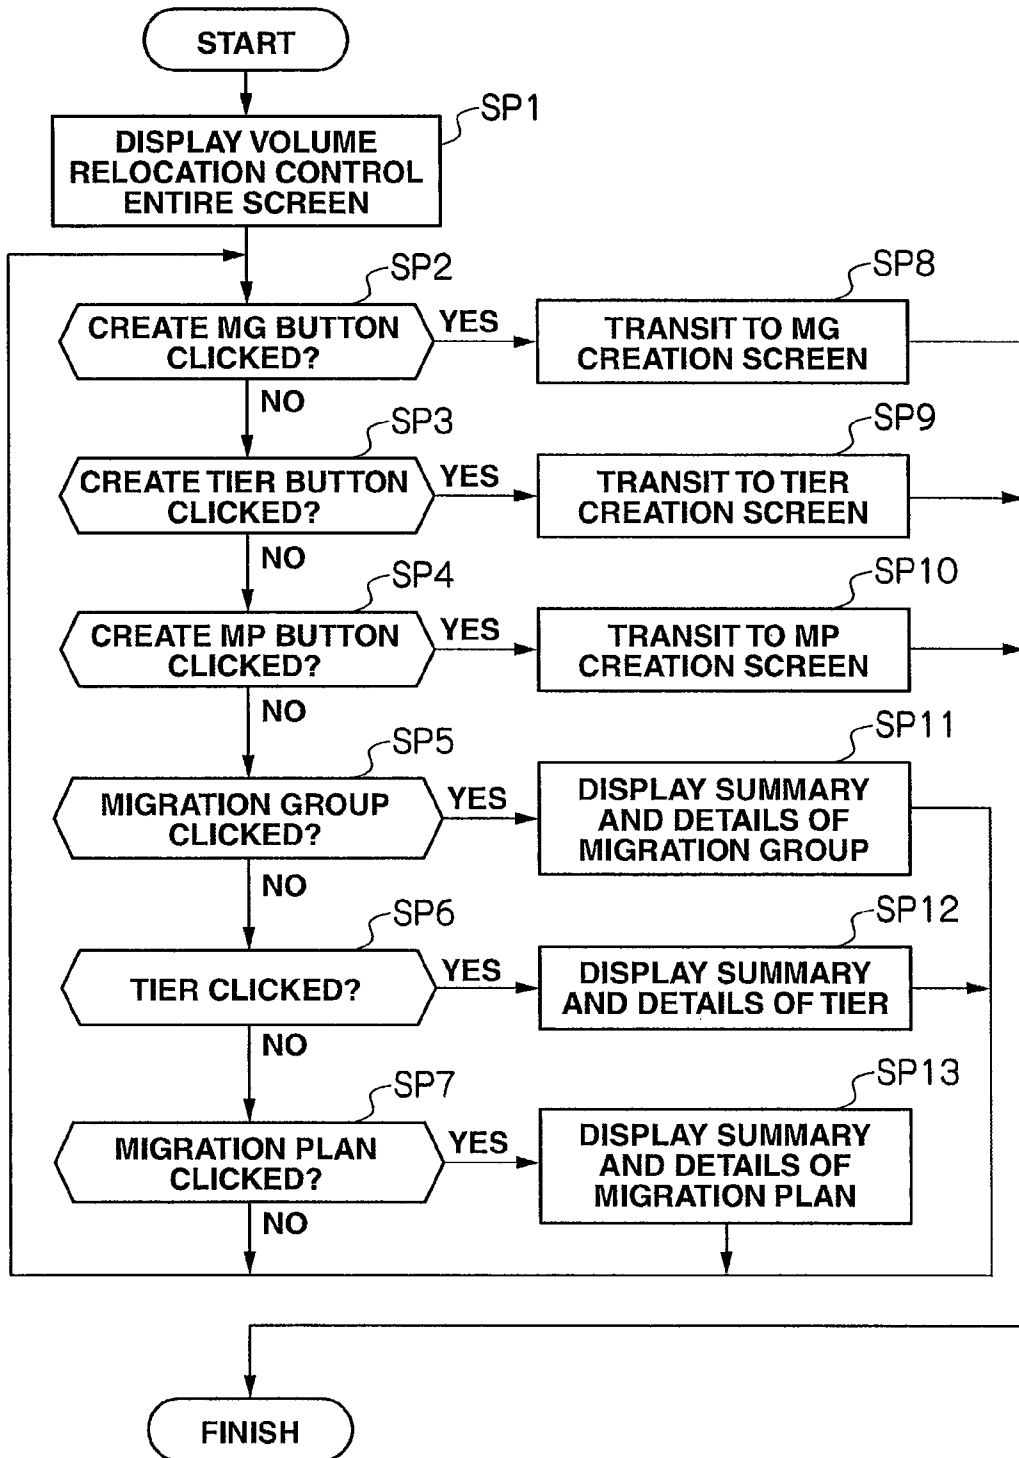 START
SP1
DISPLAY VOLUME
RELOCATION CONTROL
ENTIRE SCREEN
SP2
CREATE MG BUTTON
CLICKED?
YES
NO
SP8
TRANSIT TO MG
CREATION SCREEN
SP3
CREATE TIER BUTTON
CLICKED?
YES
NO
SP9
TRANSIT TO TIER
CREATION SCREEN
SP4
CREATE MP BUTTON
CLICKED?
YES
NO
SP10
TRANSIT TO MP
CREATION SCREEN
SP5
MIGRATION GROUP
CLICKED?
YES
NO
SP11
DISPLAY SUMMARY
AND DETAILS OF
MIGRATION GROUP
SP6
TIER CLICKED?
YES
NO
SP12
DISPLAY SUMMARY
AND DETAILS OF TIER
SP7
MIGRATION PLAN
CLICKED?
YES
NO
SP13
DISPLAY SUMMARY
AND DETAILS OF
MIGRATION PLAN
FINISH